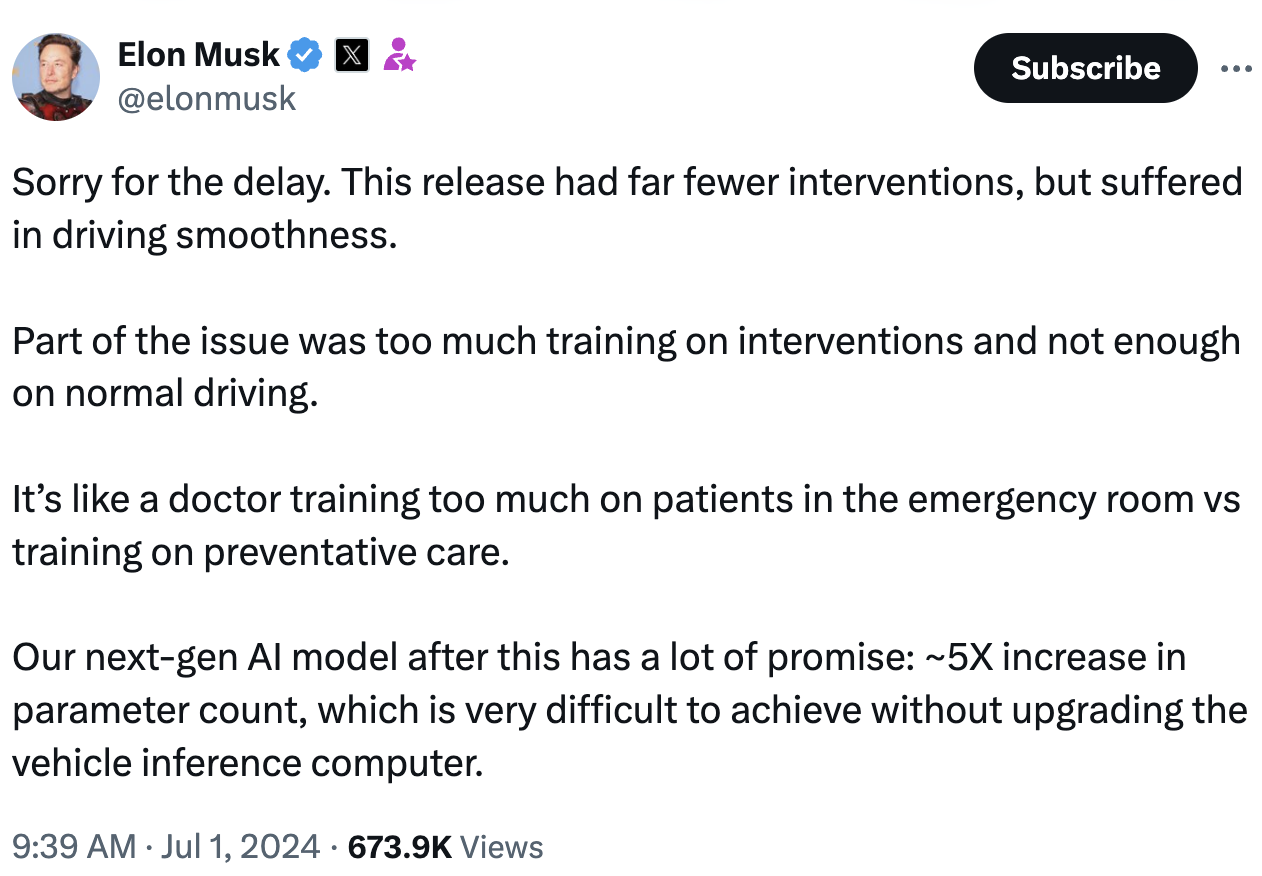 Elon Musk
@elonmusk
Subscribe
Sorry for the delay. This release had far fewer interventions, but suffered
in driving smoothness.
Part of the issue was too much training on interventions and not enough
on normal driving.
It’s like a doctor training too much on patients in the emergency room vs
training on preventative care.
Our next-gen AI model after this has a lot of promise: ~5X increase in
parameter count, which is very difficult to achieve without upgrading the
vehicle inference computer.
9:39 AM · Jul 1, 2024 · 673.9K Views